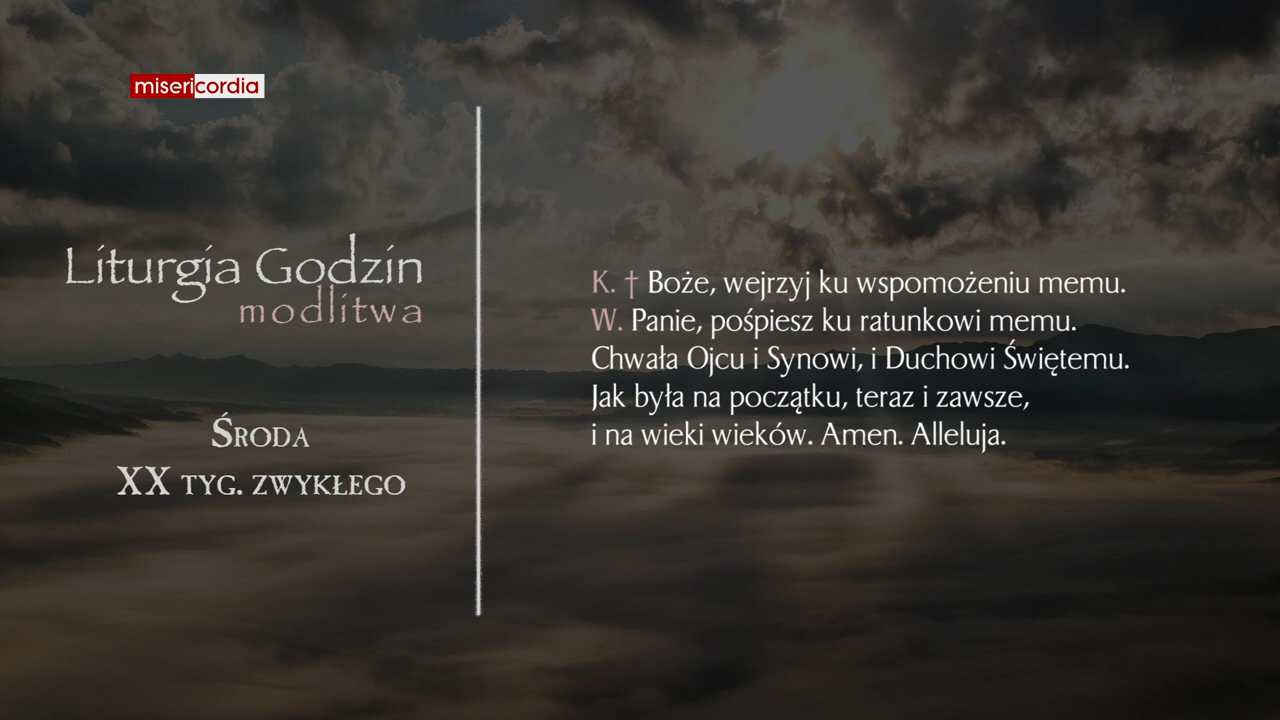 misericordia
Liturgia Godzin
modlitwa
Środa
XX tyg. zwykłego
K. † Boże, wejrzyj ku wspomożeniu memu.
W. Panie, pośpiesz ku ratunkowi memu.
Chwała Ojcu i Synowi, i Duchowi Świętemu.
Jak była na początku, teraz i zawsze,
i na wieki wieków. Amen. Alleluja.